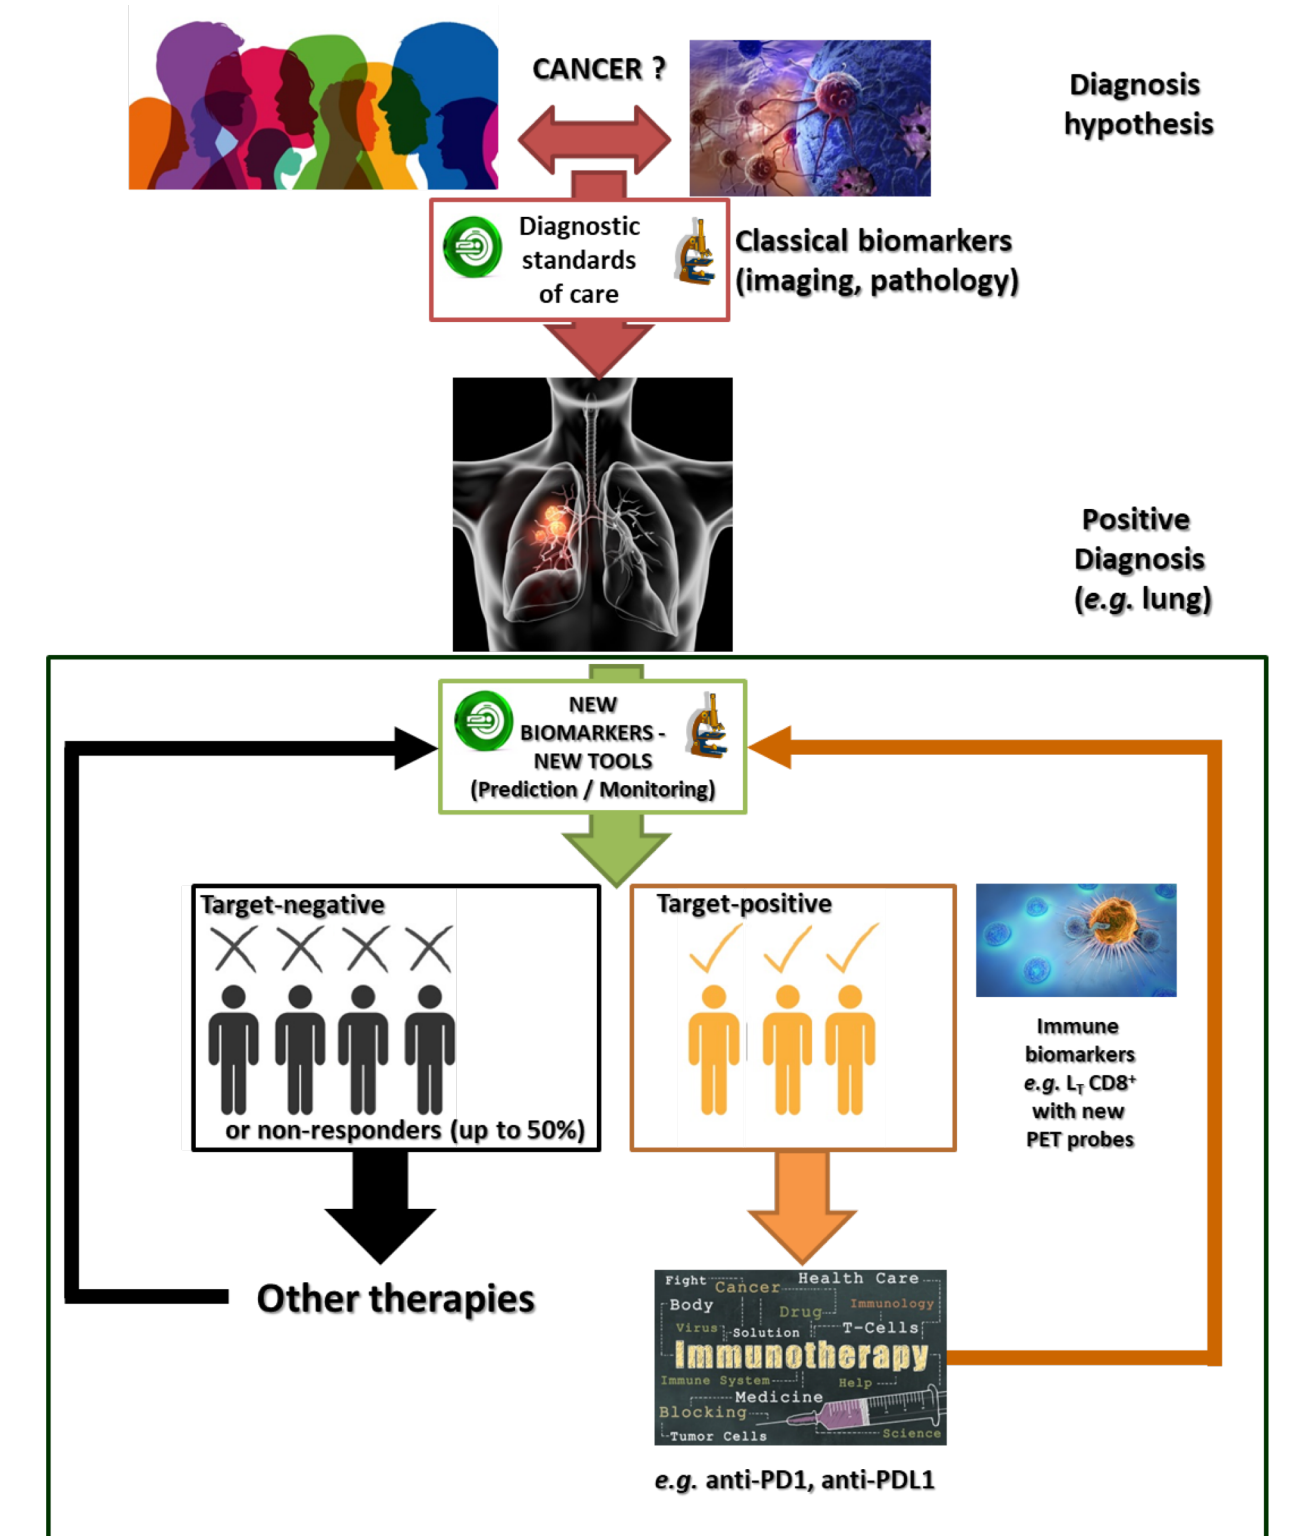 CANCER ?
Diagnosis
hypothesis
Diagnostic
standards
of care
Classical biomarkers
(imaging, pathology)
Positive
Diagnosis
(e.g. lung)
NEW
BIOMARKERS -
NEW TOOLS
(Prediction / Monitoring)
Target-negative
or non-responders (up to 50%)
Target-positive
Immune
biomarkers
e.g. L_T CD8⁺
with new
PET probes
Other therapies
Fight
Cancer
Health Care
Body
Drug
Immunology
Virus
Solution
T-Cells
Immunotherapy
Immune System
Help
Medicine
Blocking
Tumor Cells
Science
e.g. anti-PD1, anti-PDL1